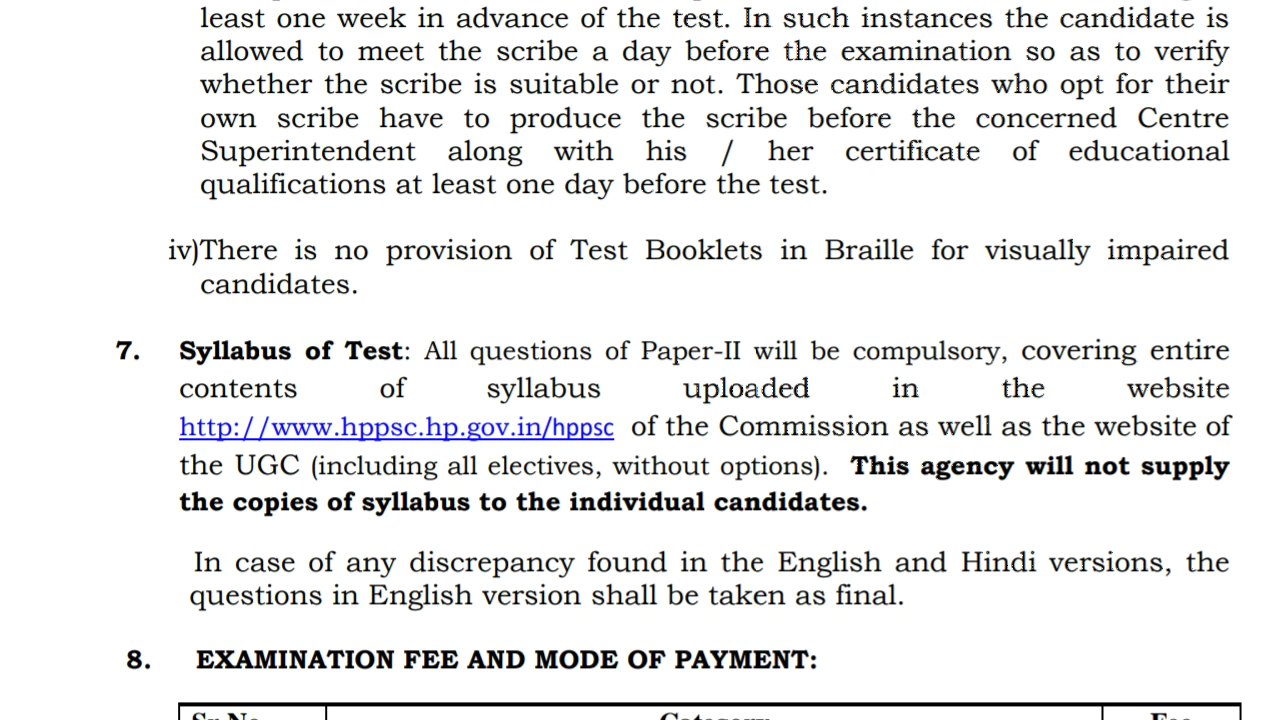 least one week in advance of the test. In such instances the candidate is
allowed to meet the scribe a day before the examination so as to verify
whether the scribe is suitable or not. Those candidates who opt for their
own scribe have to produce the scribe before the concerned Centre
Superintendent along with his / her certificate of educational
qualifications at least one day before the test.
iv)There is no provision of Test Booklets in Braille for visually impaired
candidates.
7. Syllabus of Test: All questions of Paper-II will be compulsory, covering entire
contents of syllabus uploaded in the website
http://www.hppsc.hp.gov.in/hppsc of the Commission as well as the website of
the UGC (including all electives, without options). This agency will not supply
the copies of syllabus to the individual candidates.
In case of any discrepancy found in the English and Hindi versions, the
questions in English version shall be taken as final.
8. EXAMINATION FEE AND MODE OF PAYMENT:
Sr.No. Category Fee